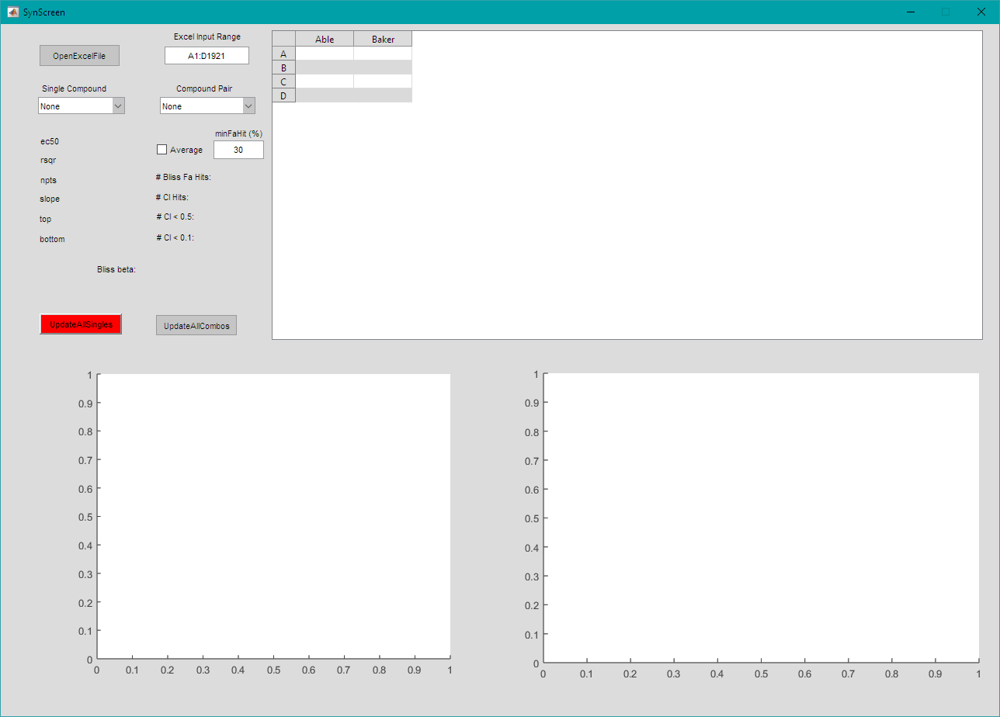 SynScreen
OpenExcelFile
Excel Input Range
A1:D1921
Single Compound
None
Compound Pair
None
ec50
rsqr
npts
slope
top
bottom
Average
minFaHit (%)
30
# Bliss Fa Hits:
# CI Hits:
# CI < 0.5:
# CI < 0.1:
Bliss beta:
UpdateAllSingles
UpdateAllCombos
Able Baker
A
B
C
D
1
0.9
0.8
0.7
0.6
0.5
0.4
0.3
0.2
0.1
0
0 0.1 0.2 0.3 0.4 0.5 0.6 0.7 0.8 0.9 1
1
0.9
0.8
0.7
0.6
0.5
0.4
0.3
0.2
0.1
0
0 0.1 0.2 0.3 0.4 0.5 0.6 0.7 0.8 0.9 1